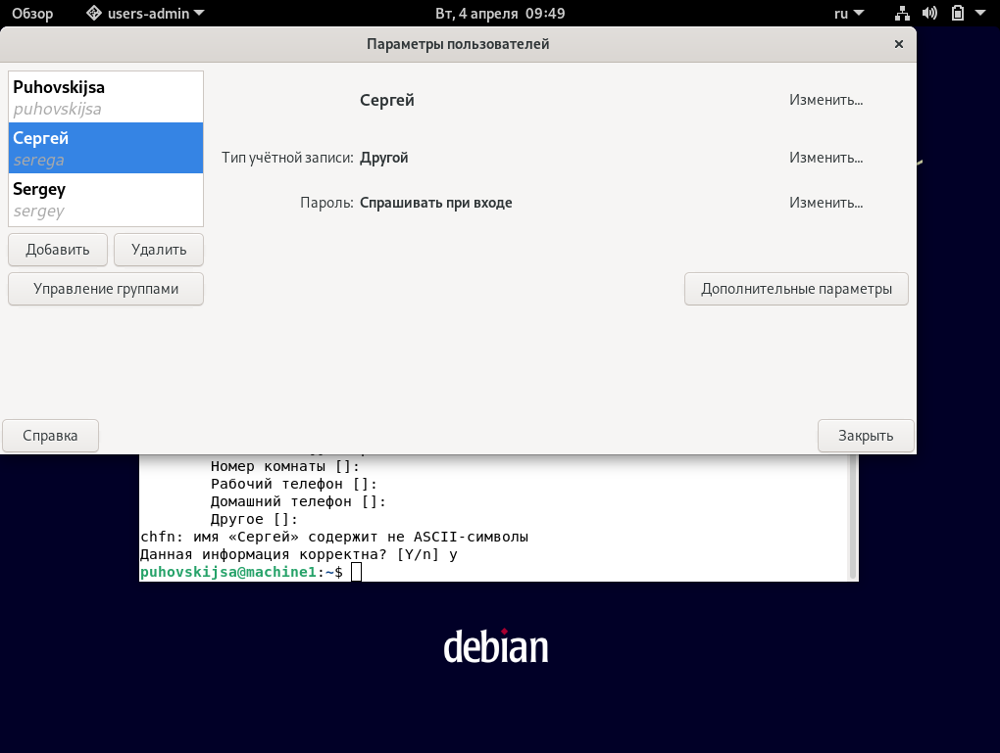 Обзор users-admin Вт, 4 апреля 09:49 ru
Параметры пользователей
Puhovskijsa
puhovskijsa
Сергей
serega
Sergey
sergey
Добавить Удалить
Управление группами
Сергей Изменить...
Тип учётной записи: Другой Изменить...
Пароль: Спрашивать при входе Изменить...
Дополнительные параметры
Справка Закрыть
Номер комнаты []:
Рабочий телефон []:
Домашний телефон []:
Другое []:
chfn: имя «Сергей» содержит не ASCII-символы
Данная информация корректна? [Y/n] y
puhovskijsa@machine1:~$
debian